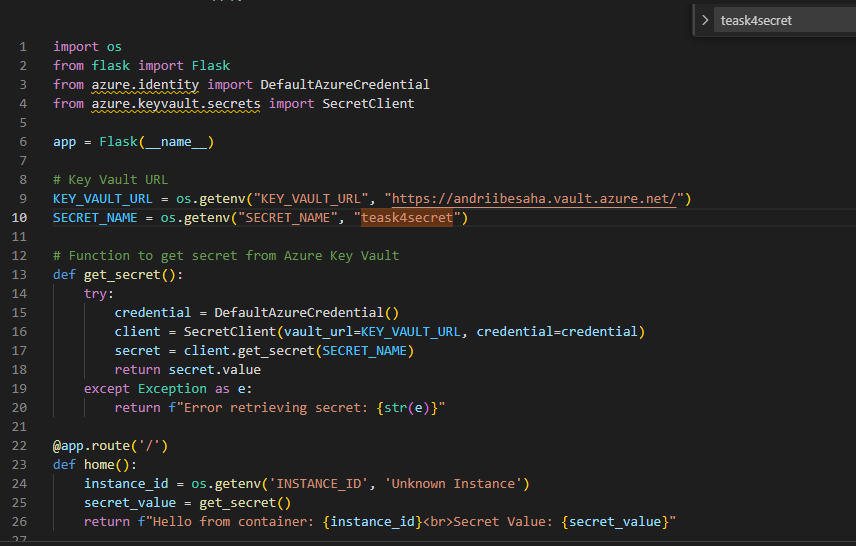 teask4secret
1 import os
2 from flask import Flask
3 from azure.identity import DefaultAzureCredential
4 from azure.keyvault.secrets import SecretClient
5
6 app = Flask(__name__)
7
8 # Key Vault URL
9 KEY_VAULT_URL = os.getenv("KEY_VAULT_URL", "https://andriibesaha.vault.azure.net/")
10 SECRET_NAME = os.getenv("SECRET_NAME", "teask4secret")
11
12 # Function to get secret from Azure Key Vault
13 def get_secret():
14     try:
15         credential = DefaultAzureCredential()
16         client = SecretClient(vault_url=KEY_VAULT_URL, credential=credential)
17         secret = client.get_secret(SECRET_NAME)
18         return secret.value
19     except Exception as e:
20         return f"Error retrieving secret: {str(e)}"
21
22 @app.route('/')
23 def home():
24     instance_id = os.getenv('INSTANCE_ID', 'Unknown Instance')
25     secret_value = get_secret()
26     return f"Hello from container: {instance_id}<br>Secret Value: {secret_value}"
27